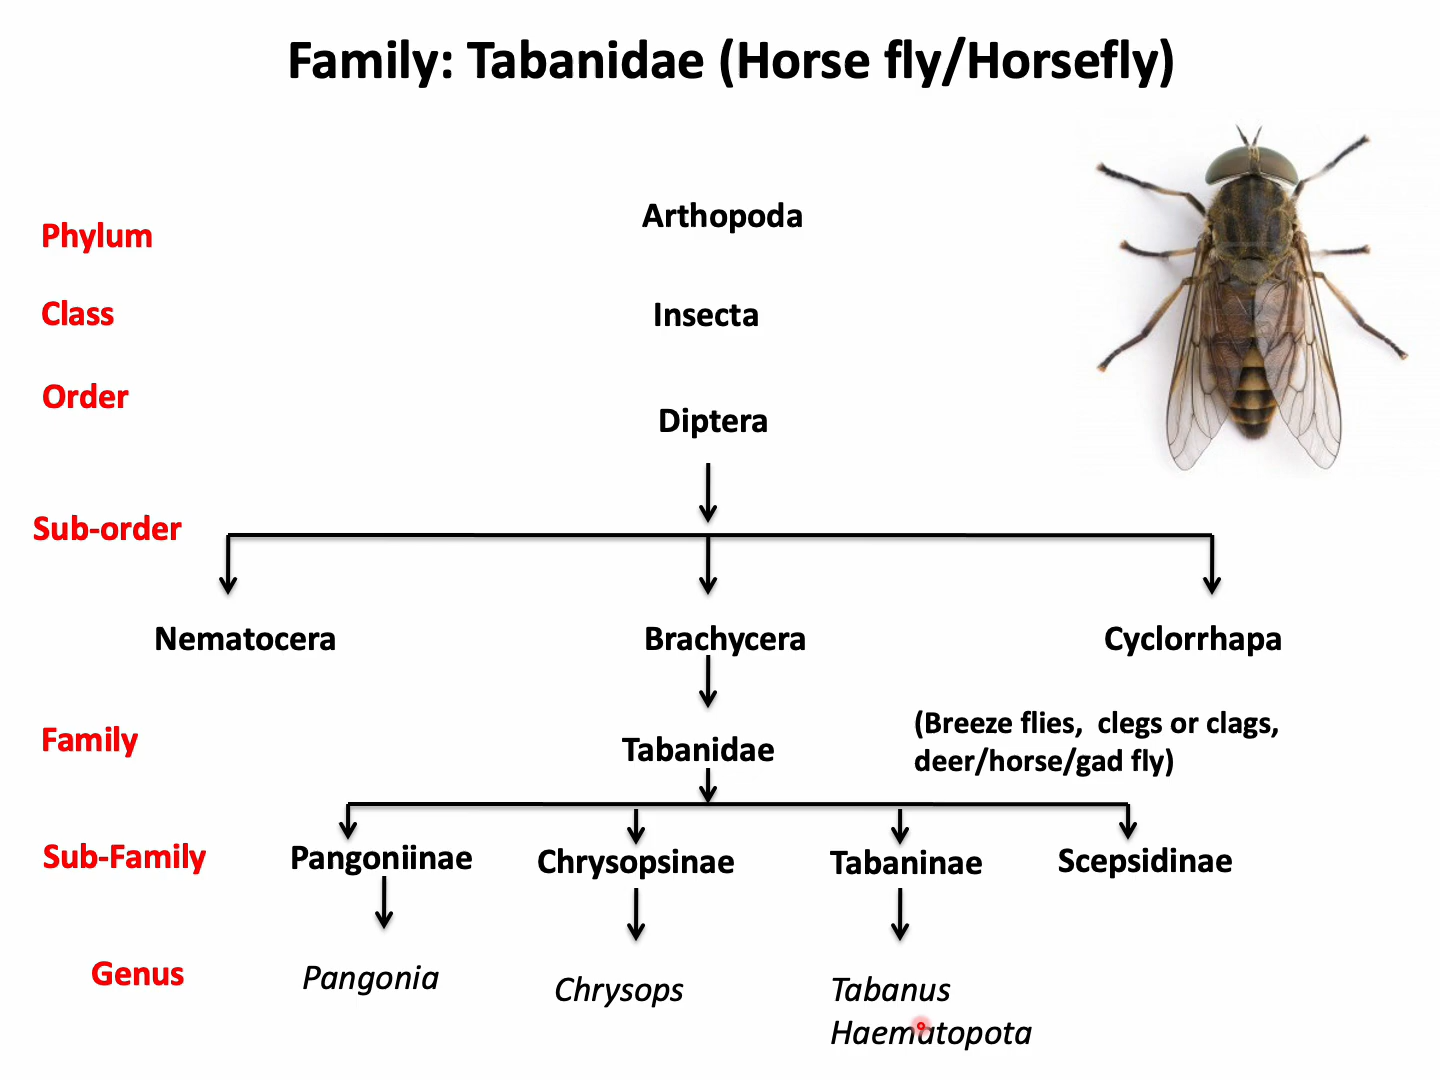 Family: Tabanidae (Horse fly/Horsefly)
Phylum
Arthopoda
Class
Insecta
Order
Diptera
Sub-order
Nematocera
Brachycera
Cyclorrhapa
Family
Tabanidae
(Breeze flies, clegs or clags,
deer/horse/gad fly)
Sub-Family
Pangoniinae
Chrysopsinae
Tabaninae
Scepsidinae
Genus
Pangonia
Chrysops
Tabanus
Haematopota